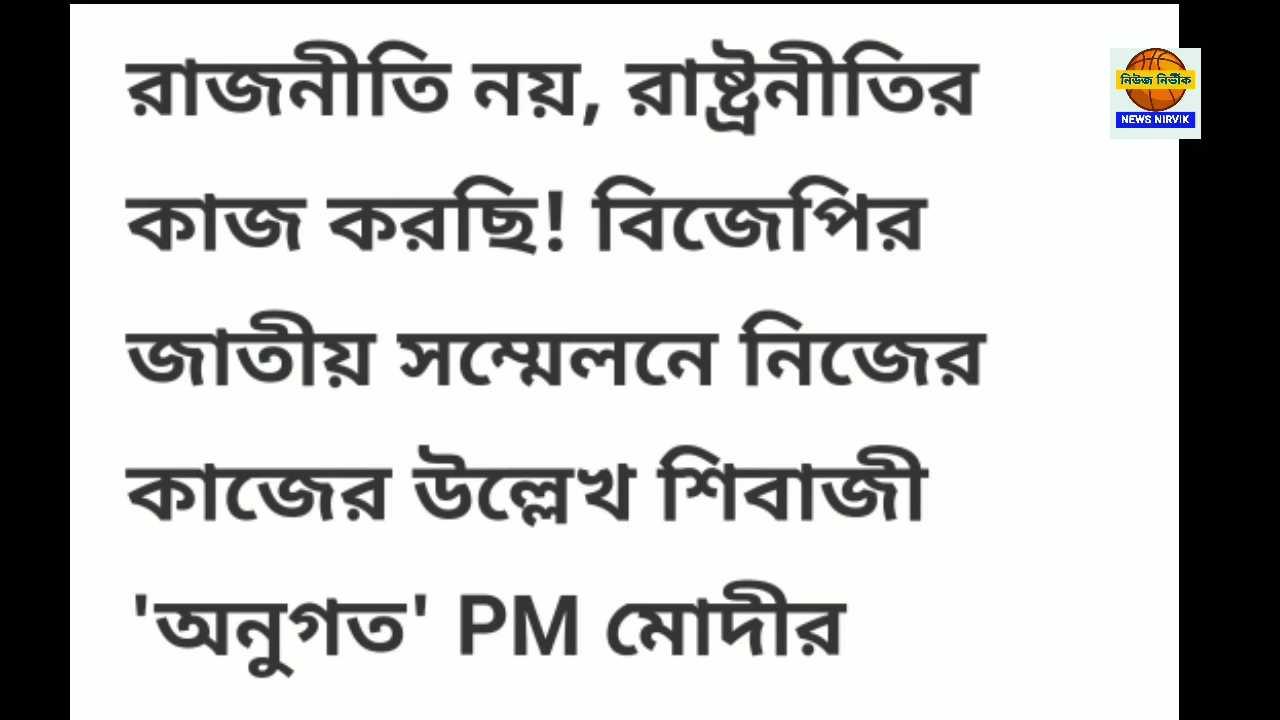 রাজনীতি নয়, রাষ্ট্রনীতির
কাজ করছি! বিজেপির
জাতীয় সম্মেলনে নিজের
কাজের উল্লেখ শিবাজী
'অনুগত' PM মোদীর
নিউজ নির্ভীক
NEWS NIRVIK